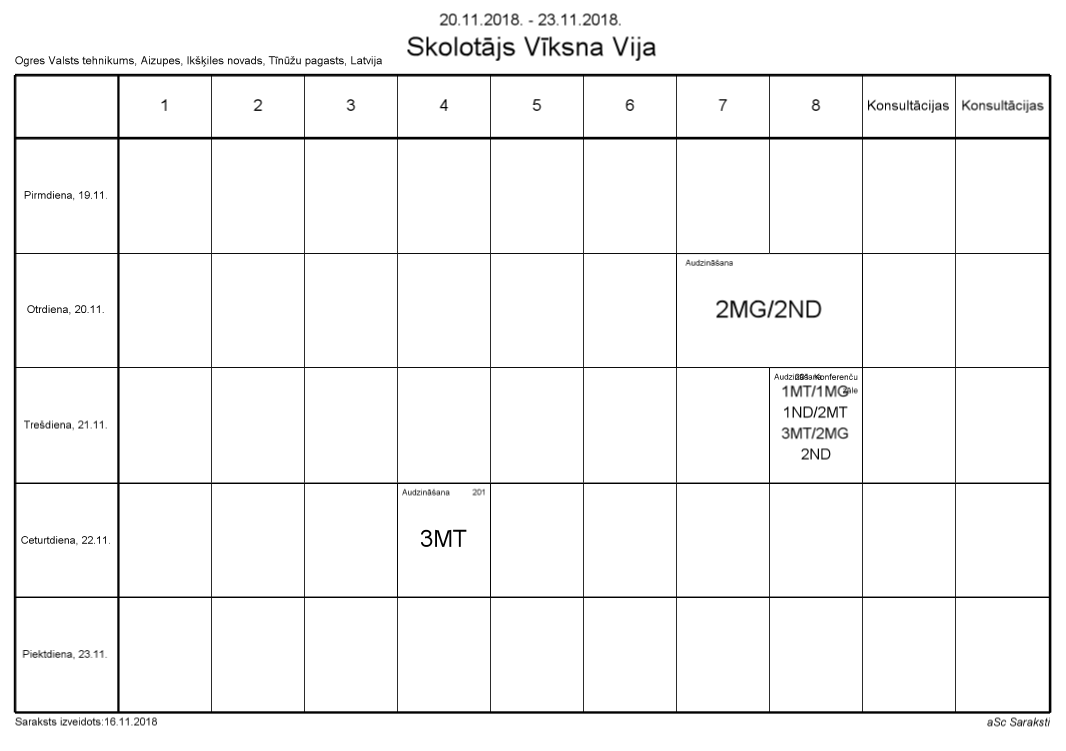 20.11.2018. - 23.11.2018.
Skolotājs Vīksna Vija
Ogres Valsts tehnikums, Aizupes, Ikšķiles novads, Tīnūžu pagasts, Latvija
1 2 3 4 5 6 7 8 Konsultācijas Konsultācijas
Pirmdiena, 19.11.
Audzināšana
Otrdiena, 20.11. 2MG/2ND
Audzināšana Konferenču
zāle
1MT/1MG
1ND/2MT
Trešdiena, 21.11.
3MT/2MG
2ND
Audzināšana 201
Ceturtdiena, 22.11. 3MT
Piektdiena, 23.11.
Saraksts izveidots:16.11.2018
aSc Saraksti